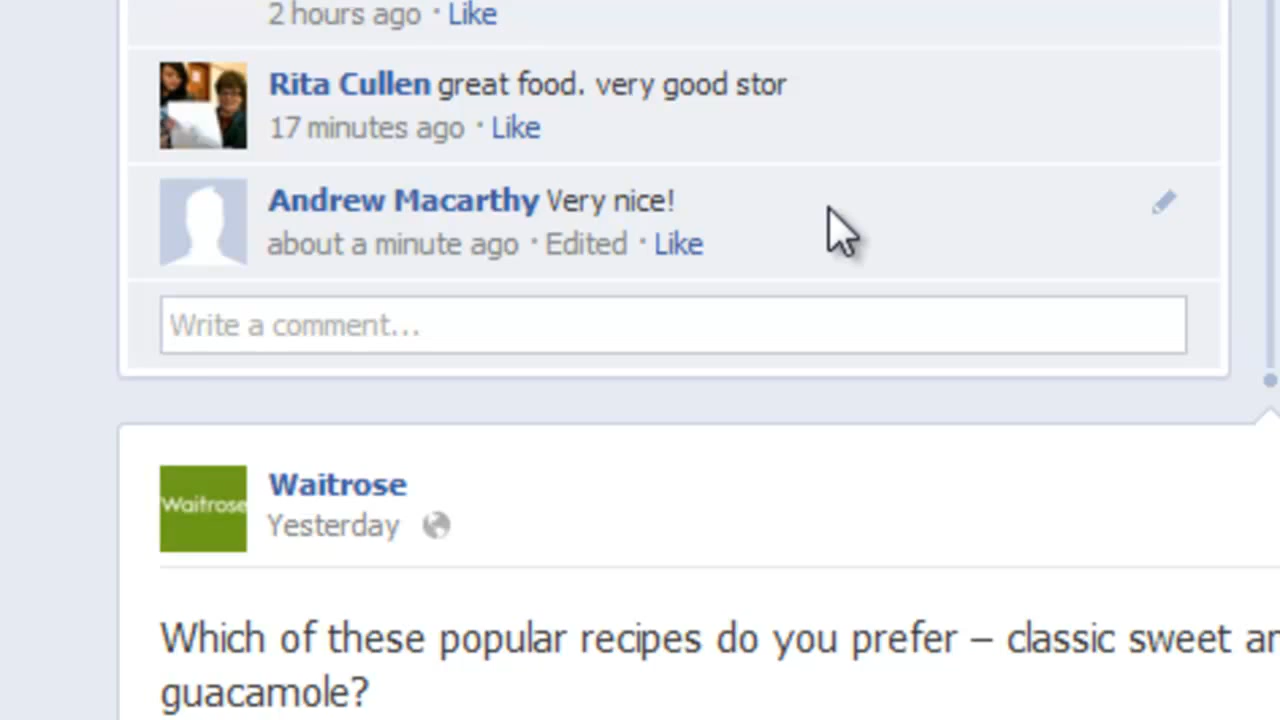 2 hours ago · Like
Rita Cullen great food. very good stor
17 minutes ago · Like
Andrew Macarthy Very nice!
about a minute ago · Edited · Like
Write a comment...
Waitrose
Waitrose
Yesterday
Which of these popular recipes do you prefer – classic sweet ar
guacamole?